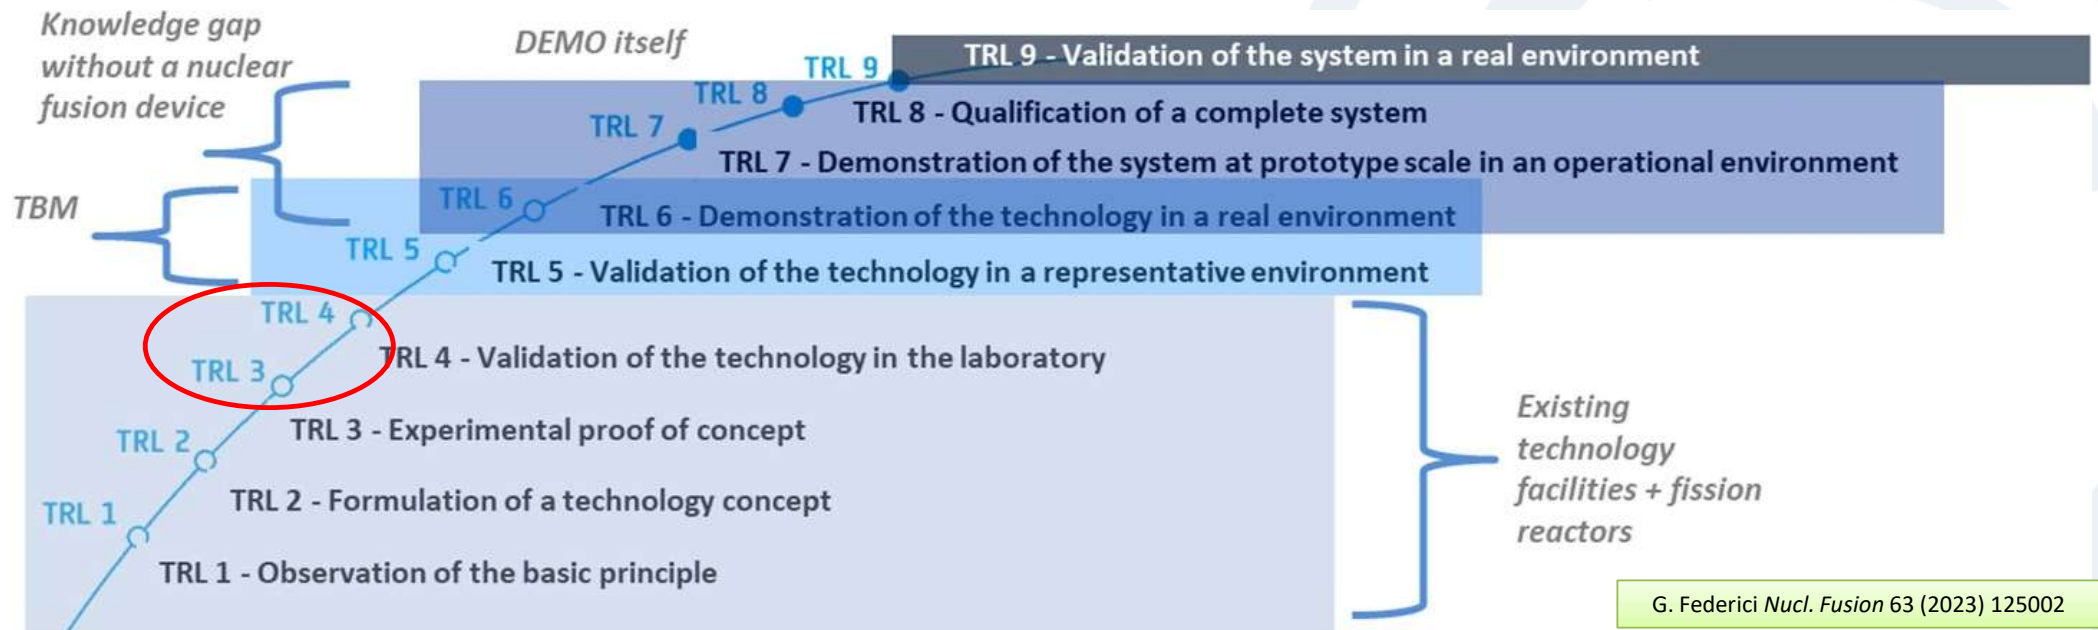 Knowledge gap
without a nuclear
fusion device
DEMO itself
TRL 9
TRL 9 - Validation of the system in a real environment
TRL 8
TRL 8 - Qualification of a complete system
TRL 7
TRL 7 - Demonstration of the system at prototype scale in an operational environment
TBM
TRL 6
TRL 6 - Demonstration of the technology in a real environment
TRL 5
TRL 5 - Validation of the technology in a representative environment
TRL 4
TRL 4 - Validation of the technology in the laboratory
TRL 3
TRL 3 - Experimental proof of concept
TRL 2
TRL 2 - Formulation of a technology concept
TRL 1
TRL 1 - Observation of the basic principle
Existing
technology
facilities + fission
reactors
G. Federici Nucl. Fusion 63 (2023) 125002